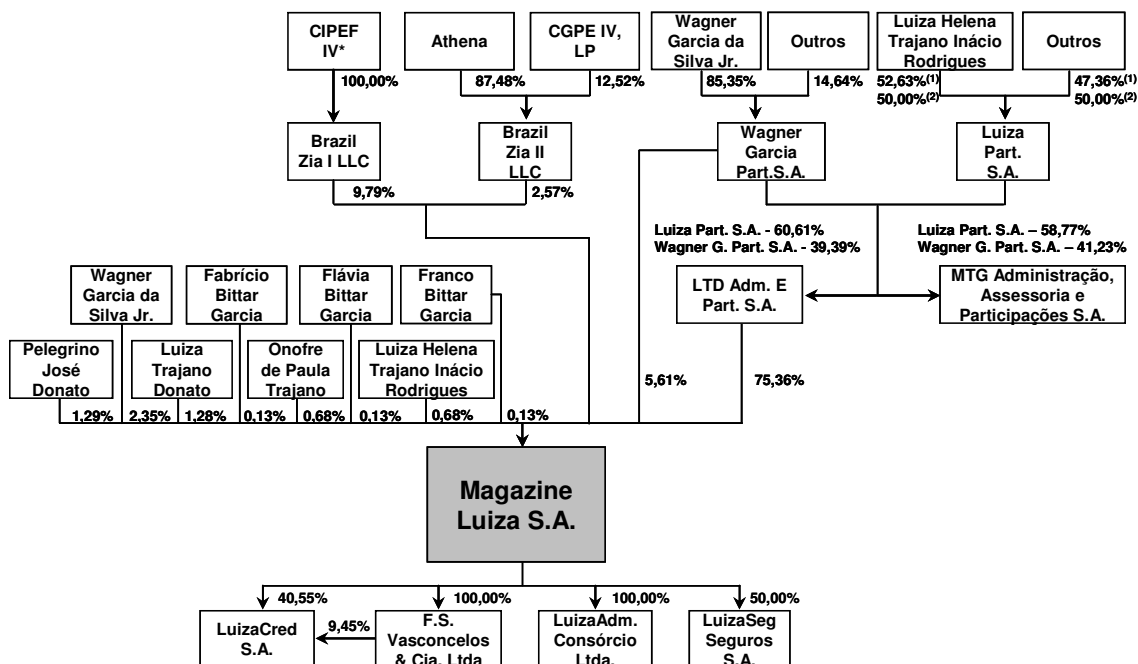 CIPEF
IV*
Athena
CGPE IV,
LP
Wagner
Garcia da
Silva Jr.
Outros
Luiza Helena
Trajano Inácio
Rodrigues
Outros
100,00%
87,48%
12,52%
85,35%
14,64%
52,63%(1)
50,00%(2)
47,36%(1)
50,00%(2)
Brazil
Zia I LLC
Brazil
Zia II
LLC
Wagner
Garcia
Part.S.A.
Luiza
Part.
S.A.
9,79%
2,57%
Luiza Part. S.A. - 60,61%
Wagner G. Part. S.A. - 39,39%
Luiza Part. S.A. – 58,77%
Wagner G. Part. S.A. – 41,23%
Wagner
Garcia da
Silva Jr.
Fabrício
Bittar
Garcia
Flávia
Bittar
Garcia
Franco
Bittar
Garcia
LTD Adm. E
Part. S.A.
MTG Administração,
Assessoria e
Participações S.A.
Pelegrino
José
Donato
Luiza
Trajano
Donato
Onofre
de Paula
Trajano
Luiza Helena
Trajano Inácio
Rodrigues
5,61%
75,36%
1,29%
2,35%
1,28%
0,13%
0,68%
0,13%
0,68%
0,13%
Magazine
Luiza S.A.
40,55%
100,00%
100,00%
50,00%
LuizaCred
S.A.
9,45%
F.S.
Vasconcelos
& Cia. Ltda
LuizaAdm.
Consórcio
Ltda.
LuizaSeg
Seguros
S.A.